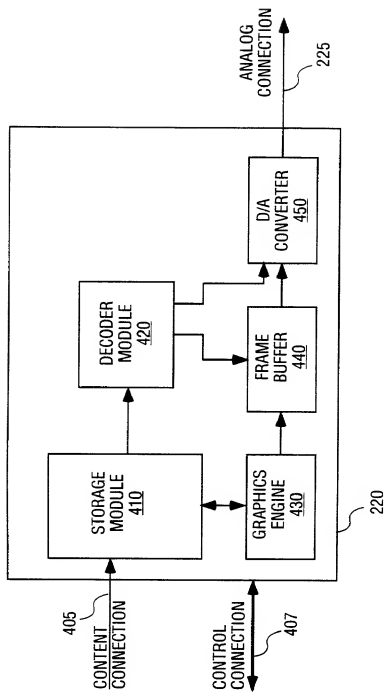 CONTENT
CONNECTION
405
STORAGE
MODULE
410
DECODER
MODULE
420
ANALOG
CONNECTION
225
CONTROL
CONNECTION
407
GRAPHICS
ENGINE
430
FRAME
BUFFER
440
D/A
CONVERTER
450
220